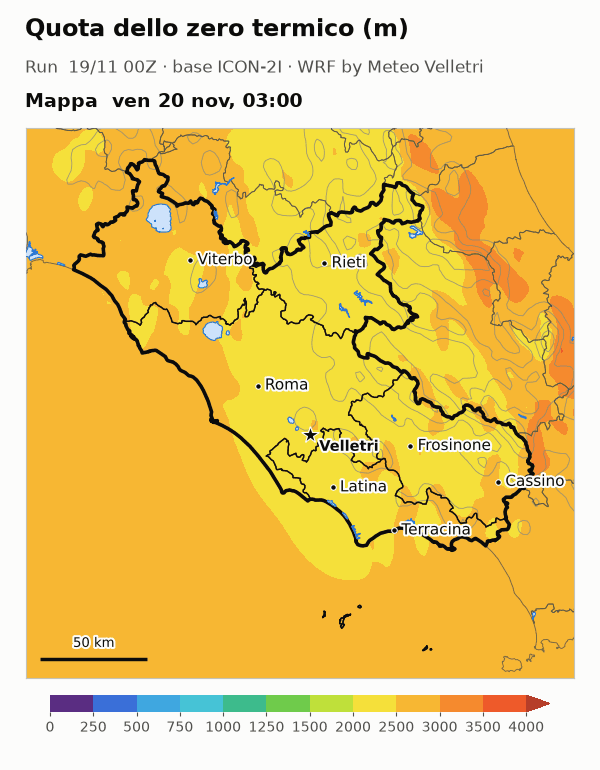 Quota dello zero termico (m)
Run 19/11 00Z · base ICON-2I · WRF by Meteo Velletri
Mappa ven 20 nov, 03:00
Viterbo
Rieti
Roma
Velletri
Frosinone
Cassino
Latina
Terracina
50 km
0 250 500 750 1000 1250 1500 2000 2500 3000 3500 4000